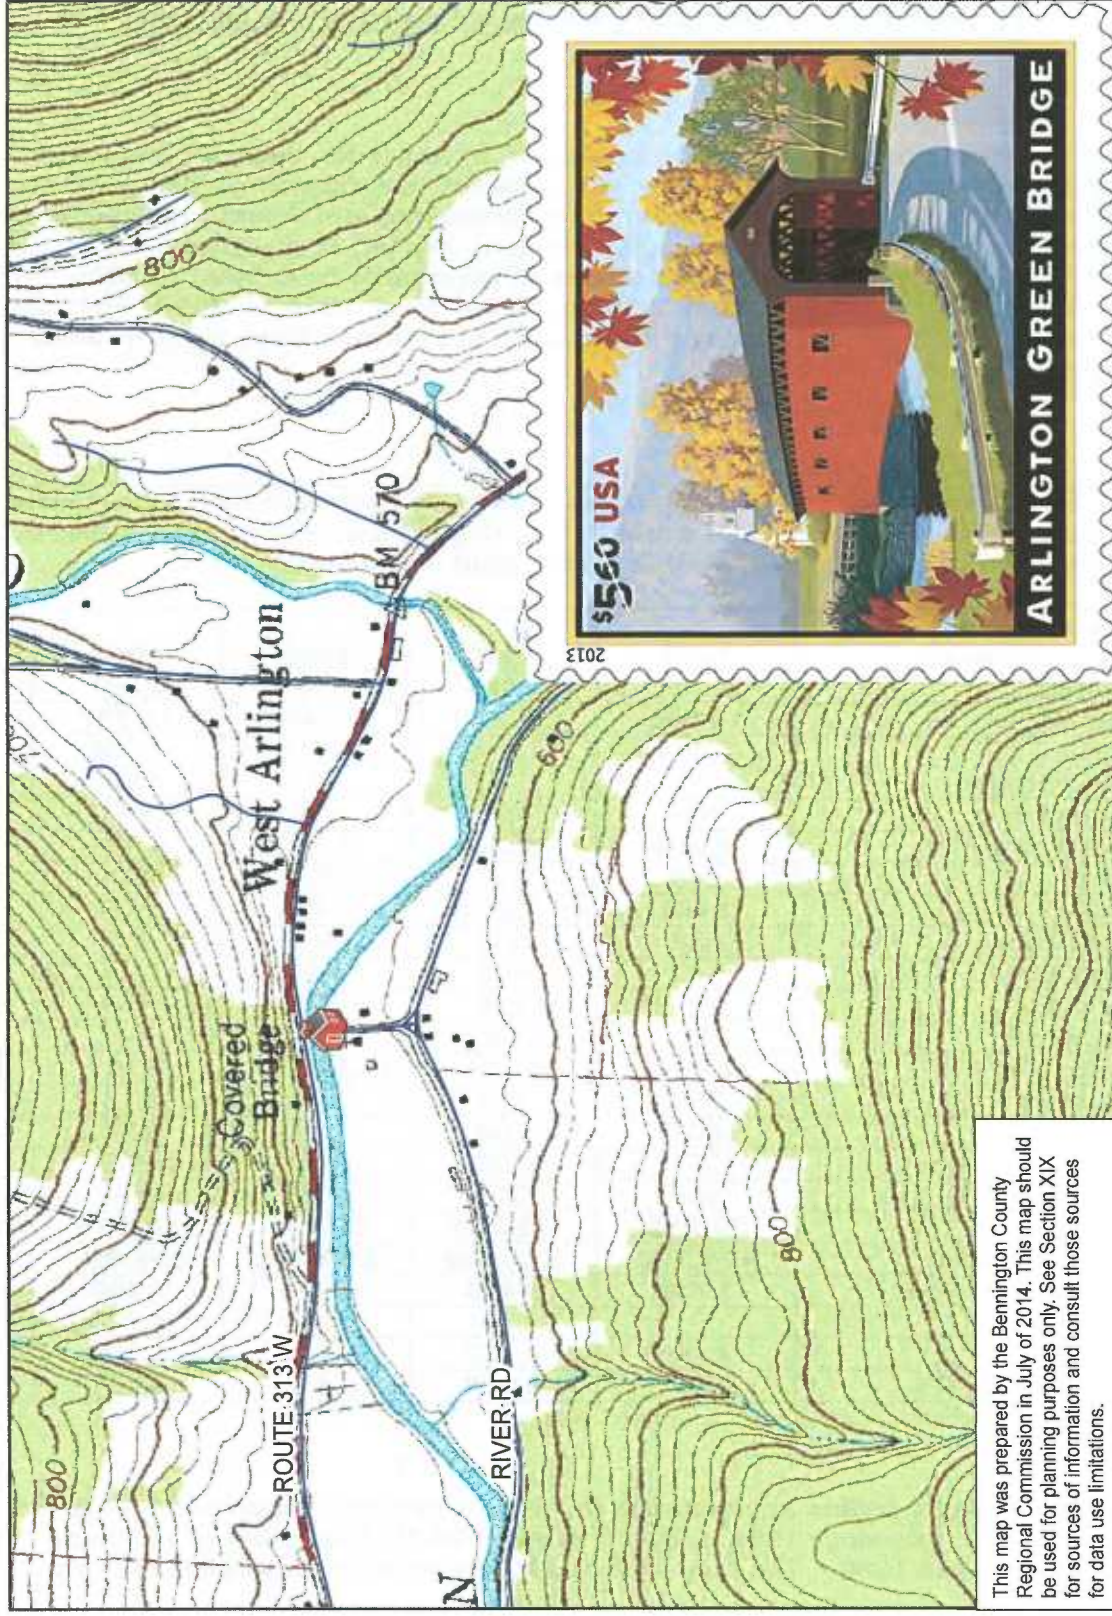 800
West Arlington
BM 570
Covered
Bridge
ROUTE 313 W
800
RIVER RD
600
800
N
$5.60 USA
2013
ARLINGTON GREEN BRIDGE
This map was prepared by the Bennington County
Regional Commission in July of 2014. This map should
be used for planning purposes only. See Section XIX
for sources of information and consult those sources
for data use limitations.